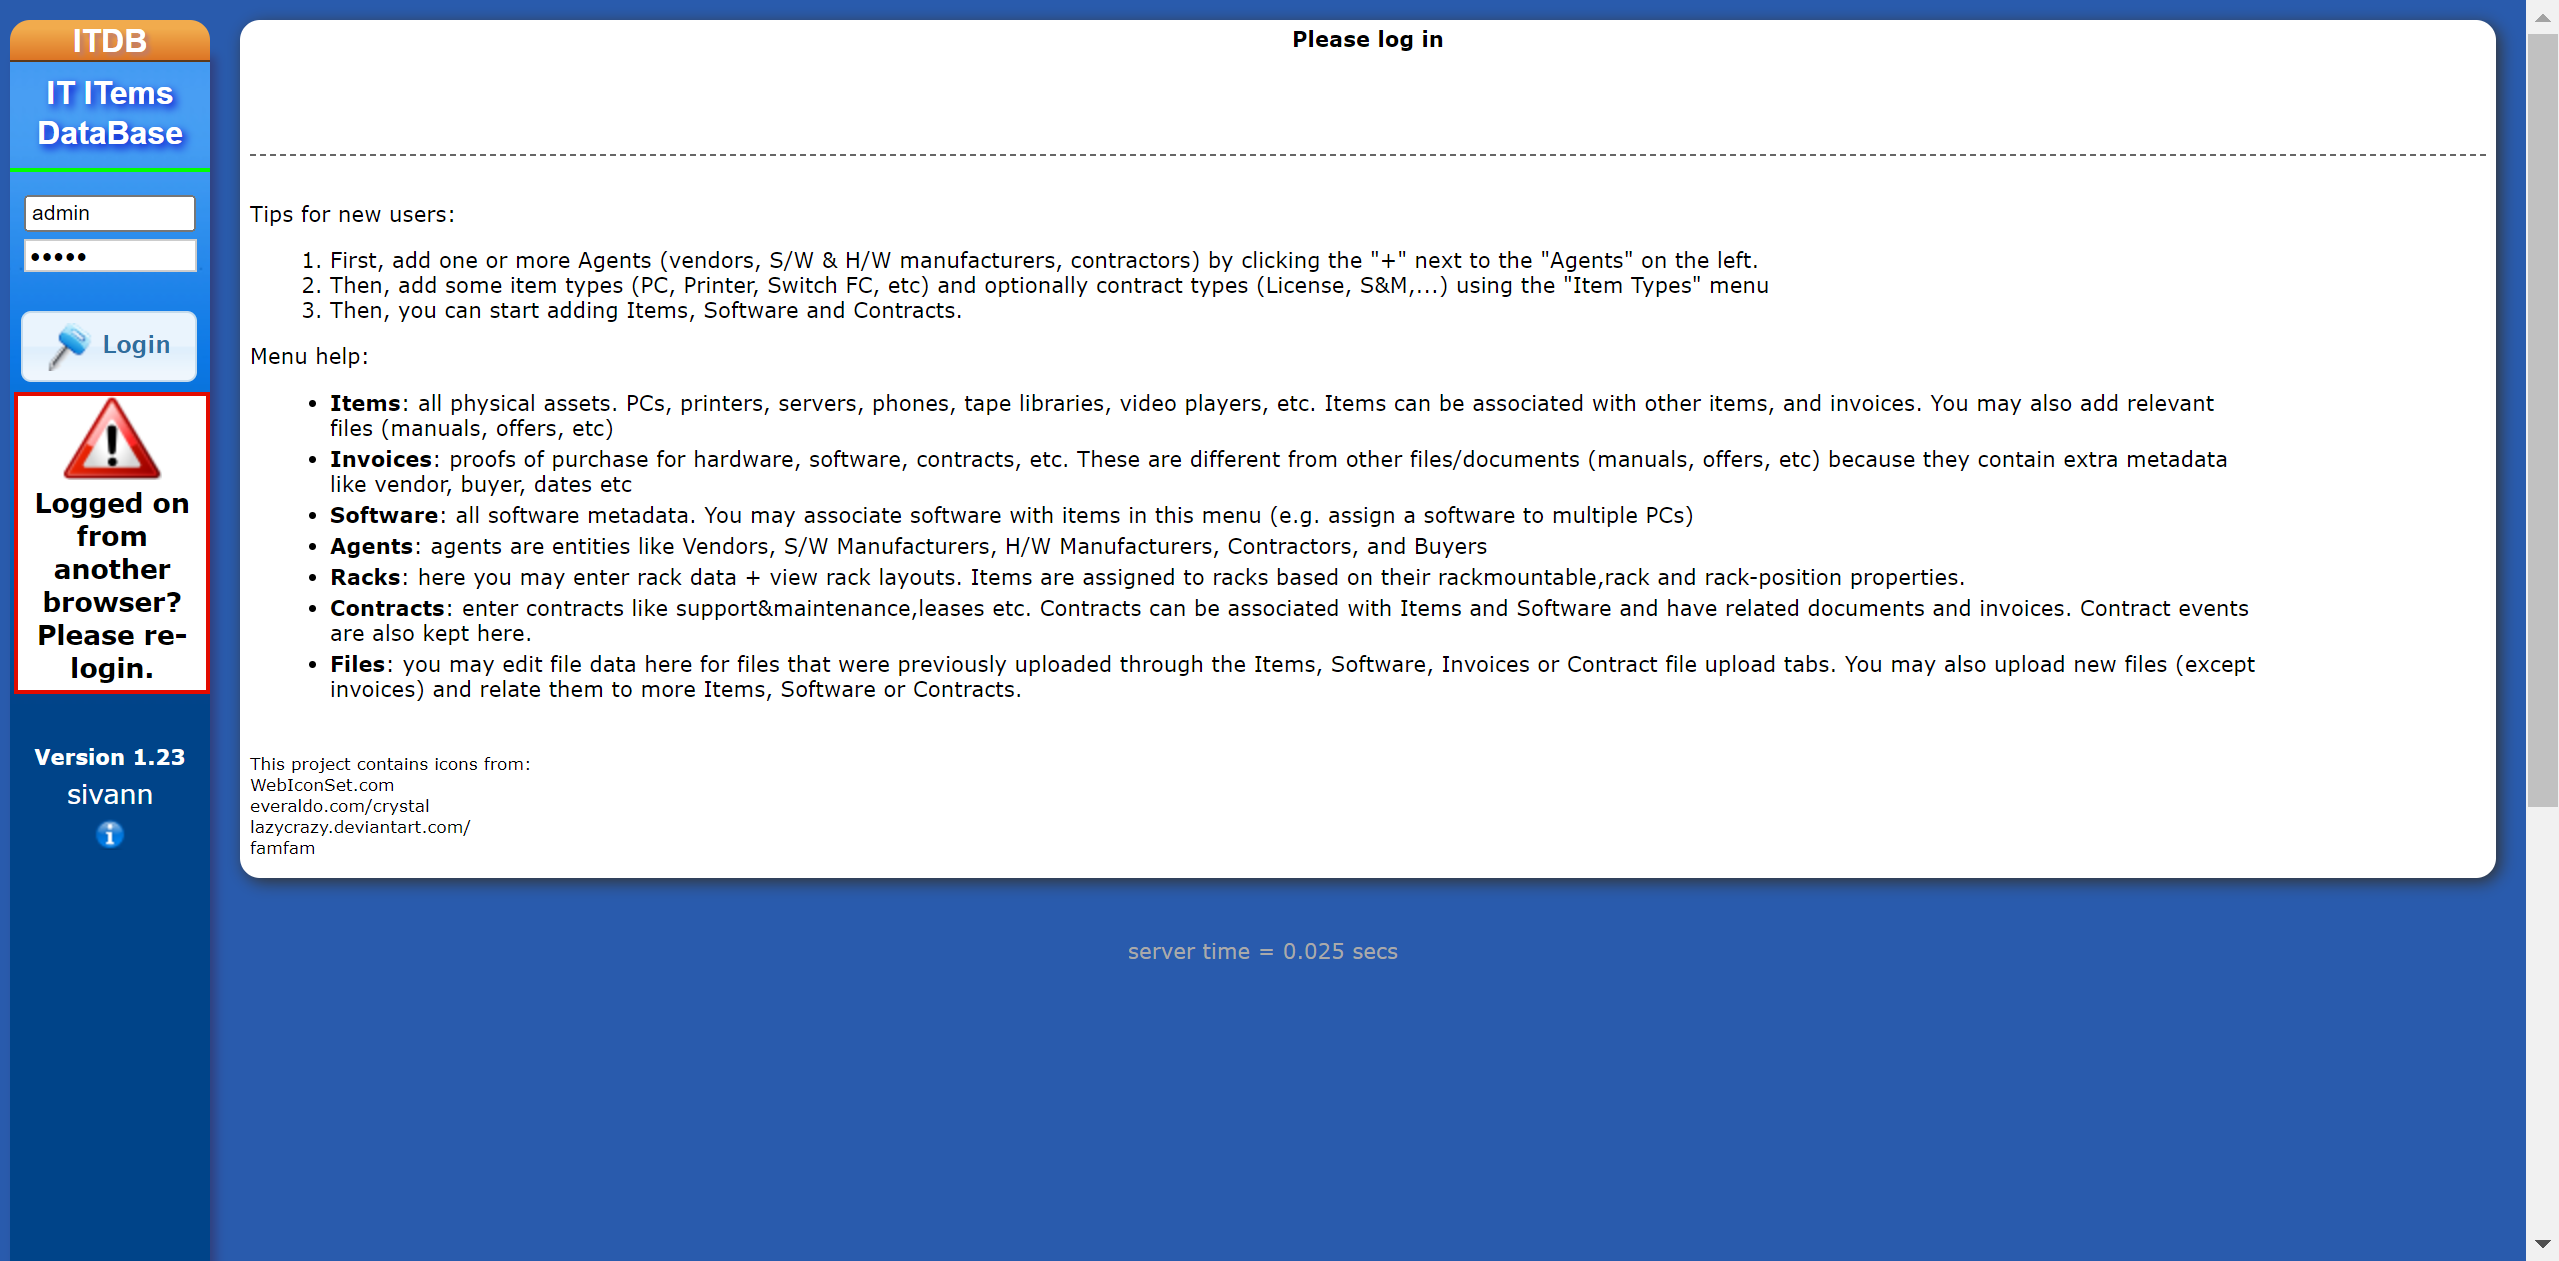 ITDB
IT ITems
DataBase
admin
•••••
Login
Logged on
from
another
browser?
Please re-
login.
Version 1.23
sivann
Please log in
Tips for new users:
1. First, add one or more Agents (vendors, S/W & H/W manufacturers, contractors) by clicking the "+" next to the "Agents" on the left.
2. Then, add some item types (PC, Printer, Switch FC, etc) and optionally contract types (License, S&M,...) using the "Item Types" menu
3. Then, you can start adding Items, Software and Contracts.
Menu help:
• Items: all physical assets. PCs, printers, servers, phones, tape libraries, video players, etc. Items can be associated with other items, and invoices. You may also add relevant
files (manuals, offers, etc)
• Invoices: proofs of purchase for hardware, software, contracts, etc. These are different from other files/documents (manuals, offers, etc) because they contain extra metadata
like vendor, buyer, dates etc
• Software: all software metadata. You may associate software with items in this menu (e.g. assign a software to multiple PCs)
• Agents: agents are entities like Vendors, S/W Manufacturers, H/W Manufacturers, Contractors, and Buyers
• Racks: here you may enter rack data + view rack layouts. Items are assigned to racks based on their rackmountable,rack and rack-position properties.
• Contracts: enter contracts like support&maintenance,leases etc. Contracts can be associated with Items and Software and have related documents and invoices. Contract events
are also kept here.
• Files: you may edit file data here for files that were previously uploaded through the Items, Software, Invoices or Contract file upload tabs. You may also upload new files (except
invoices) and relate them to more Items, Software or Contracts.
This project contains icons from:
WebIconSet.com
everaldo.com/crystal
lazycrazy.deviantart.com/
famfam
server time = 0.025 secs